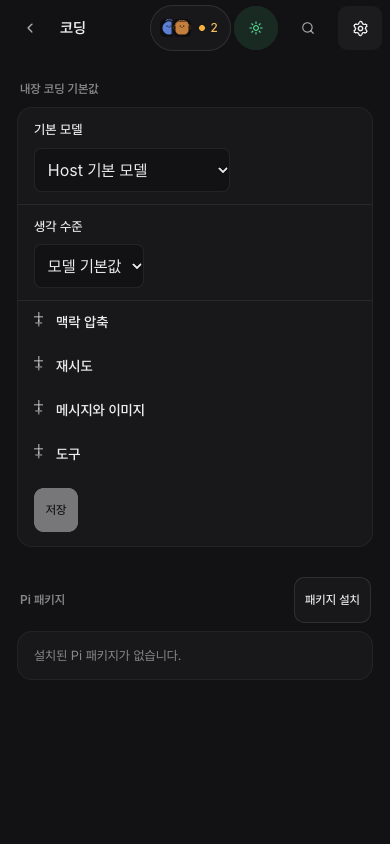 코딩
2
내장 코딩 기본값
기본 모델
Host 기본 모델
생각 수준
모델 기본값
맥락 압축
재시도
메시지와 이미지
도구
저장
Pi 패키지
패키지 설치
설치된 Pi 패키지가 없습니다.